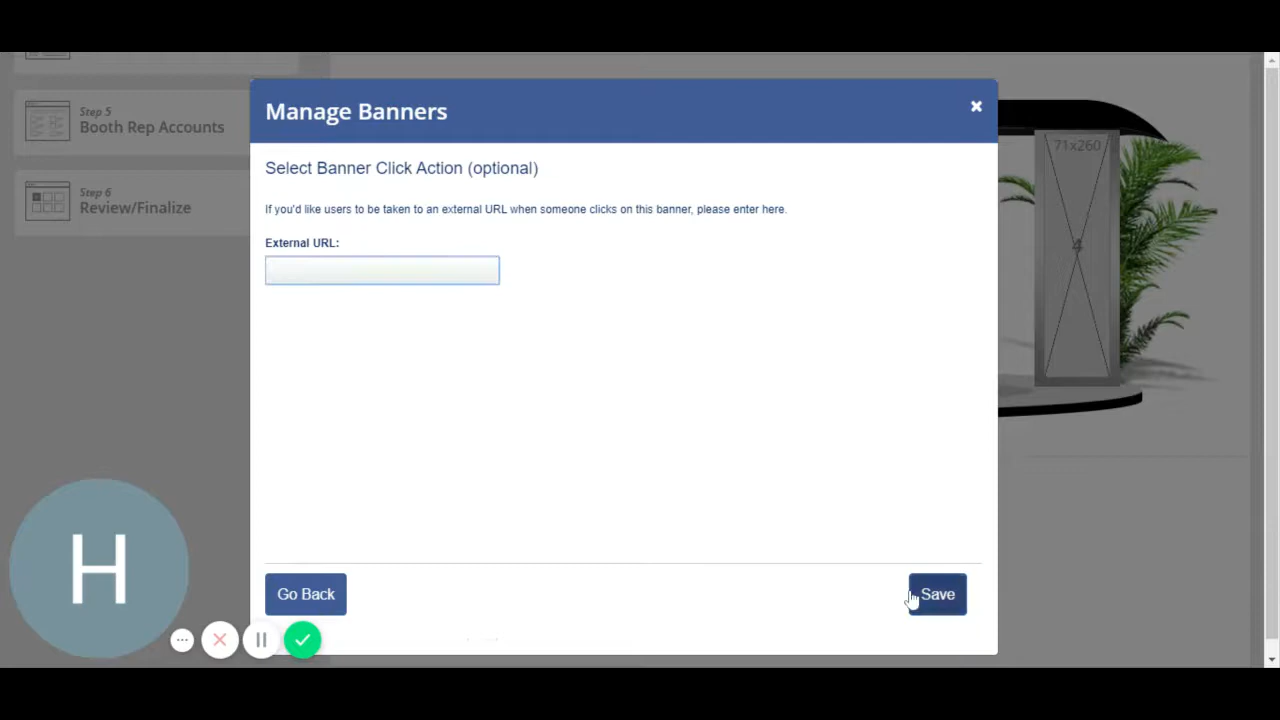 Step 5
Booth Rep Accounts
Step 6
Review/Finalize
Manage Banners
Select Banner Click Action (optional)
If you'd like users to be taken to an external URL when someone clicks on this banner, please enter here.
External URL:
Go Back
Save
71x260
4
H